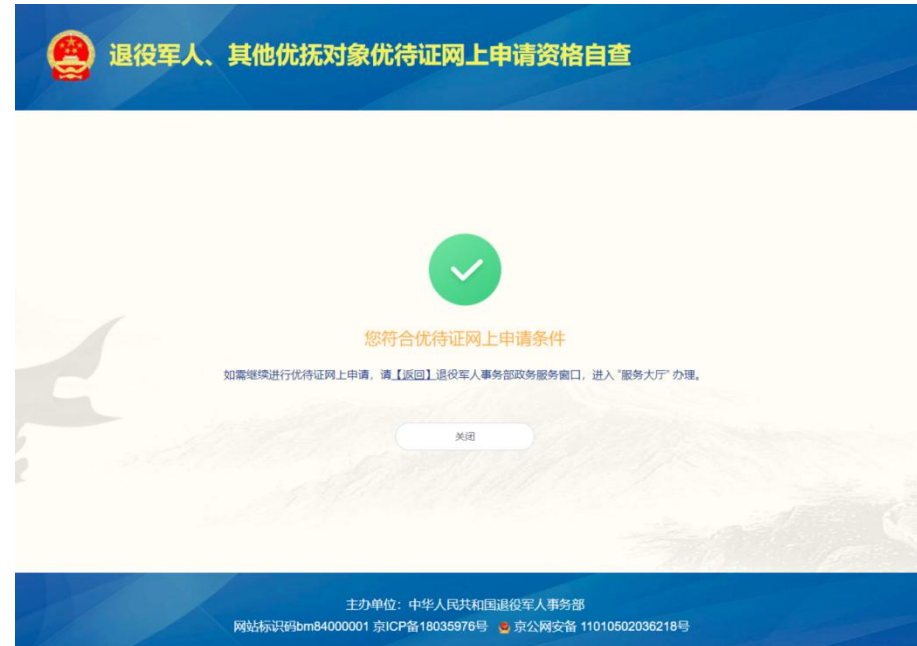 退役军人、其他优抚对象优待证网上申请资格自查
您符合优待证网上申请条件
如需继续进行优待证网上申请，请【返回】退役军人事务部政务服务窗口，进入“服务大厅”办理。
关闭
主办单位：中华人民共和国退役军人事务部
网站标识码bm84000001 京ICP备18035976号 京公网安备 11010502036218号